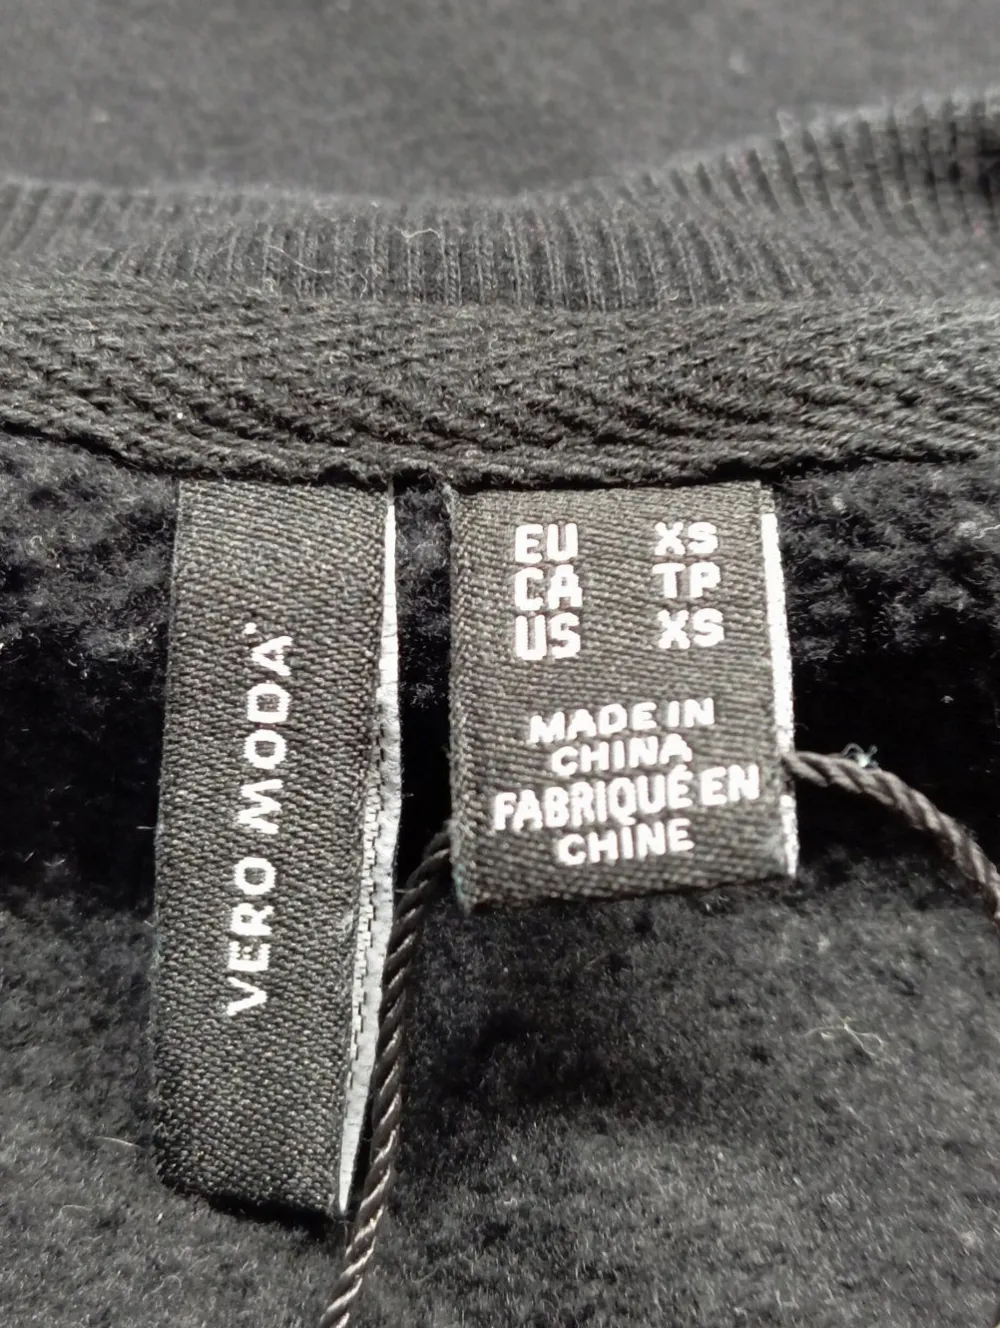 VERO MODA
EU XS
CA TP
US XS
MADE IN
CHINA
FABRIQUÉ EN
CHINE